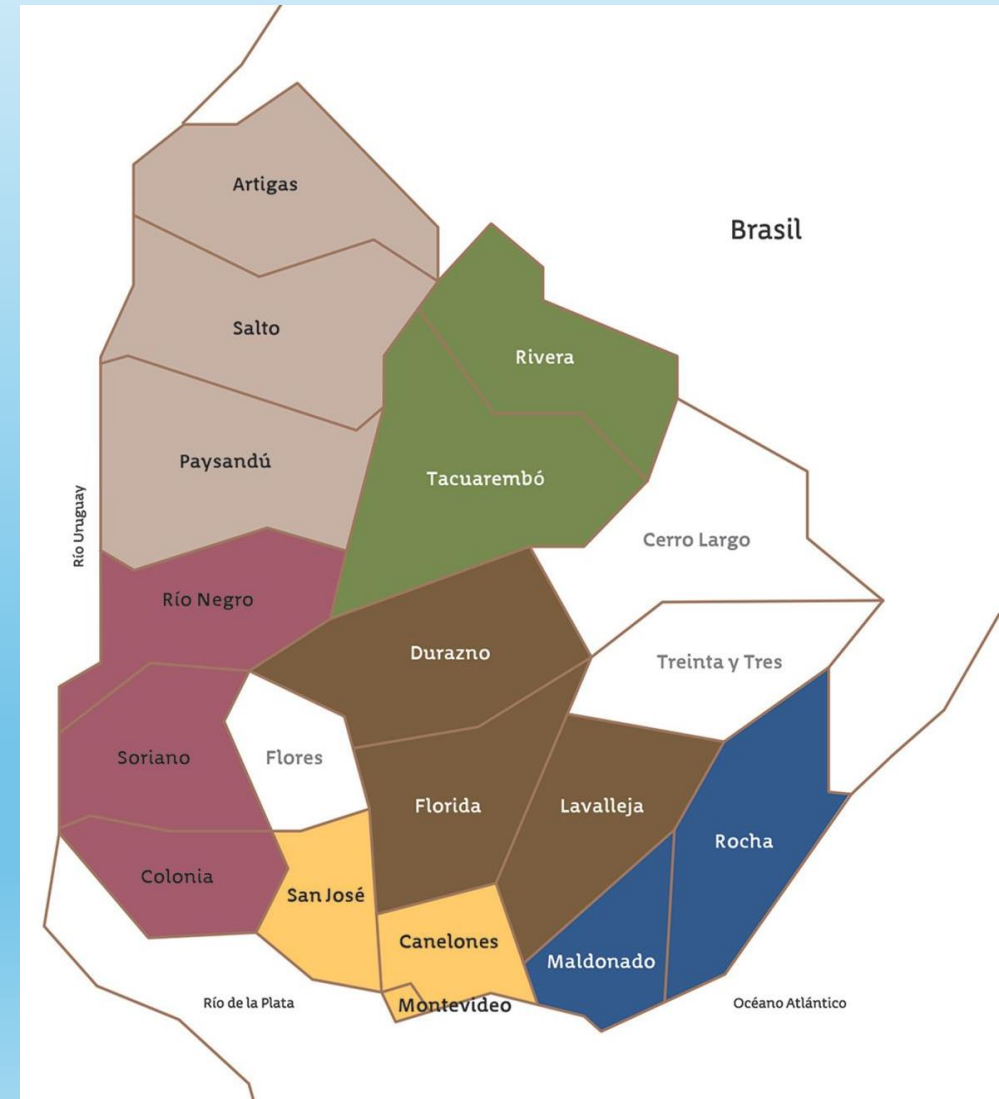 Artigas
Brasil
Salto
Rivera
Paysandú
Tacuarembó
Río Uruguay
Cerro Largo
Río Negro
Durazno
Treinta y Tres
Soriano
Flores
Florida
Lavalleja
Rocha
Colonia
San José
Canelones
Maldonado
Río de la Plata
Montevideo
Océano Atlántico